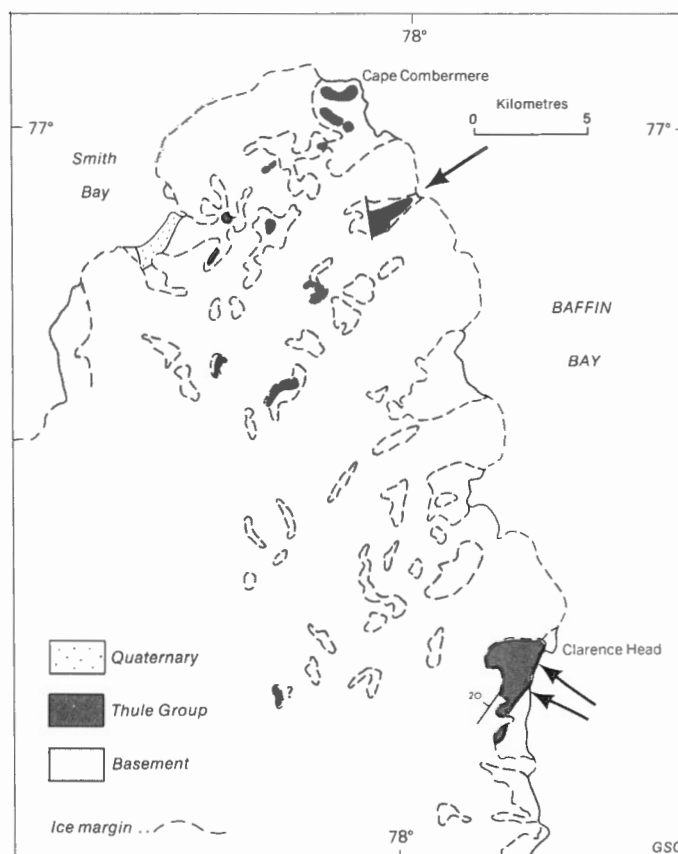 78°
Cape Combermere
Kilometres
0 5
77°
77°
Smith
Bay
BAFFIN
BAY
Clarence Head
Quaternary
?
20
Thule Group
Basement
Ice margin
78°
GSC